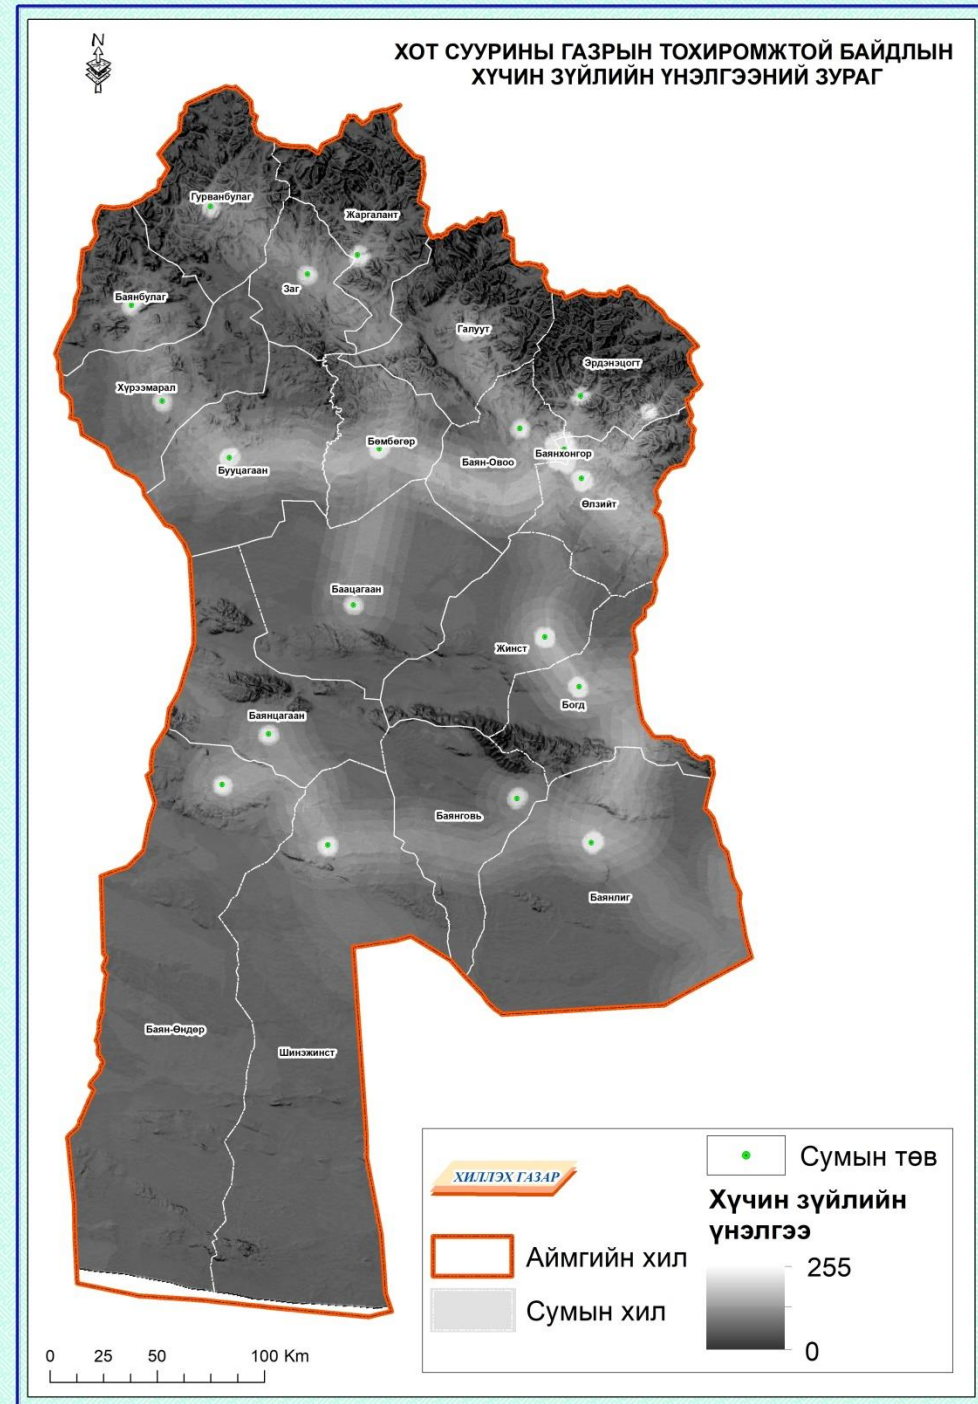 N
ХОТ СУУРИНЫ ГАЗРЫН ТОХИРОМЖТОЙ БАЙДЛЫН
ХҮЧИН ЗҮЙЛИЙН ҮНЭЛГЭЭНИЙ ЗУРАГ
Гурванбулаг
Жаргалант
Заг
Баянбулаг
Галуут
Эрдэнэцогт
Хүрээмарал
Бөмбөгөр
Баянхонгор
Баян-Овоо
Бууцагаан
Өлзийт
Баацагаан
Жинст
Богд
Баянцагаан
Баянговь
Баянлиг
Баян-Өндөр
Шинэжинст
ХИЛЛЭХ ГАЗАР
Сумын төв
Хүчин зүйлийн
үнэлгээ
255
0
Аймгийн хил
Сумын хил
0 25 50 100 Km